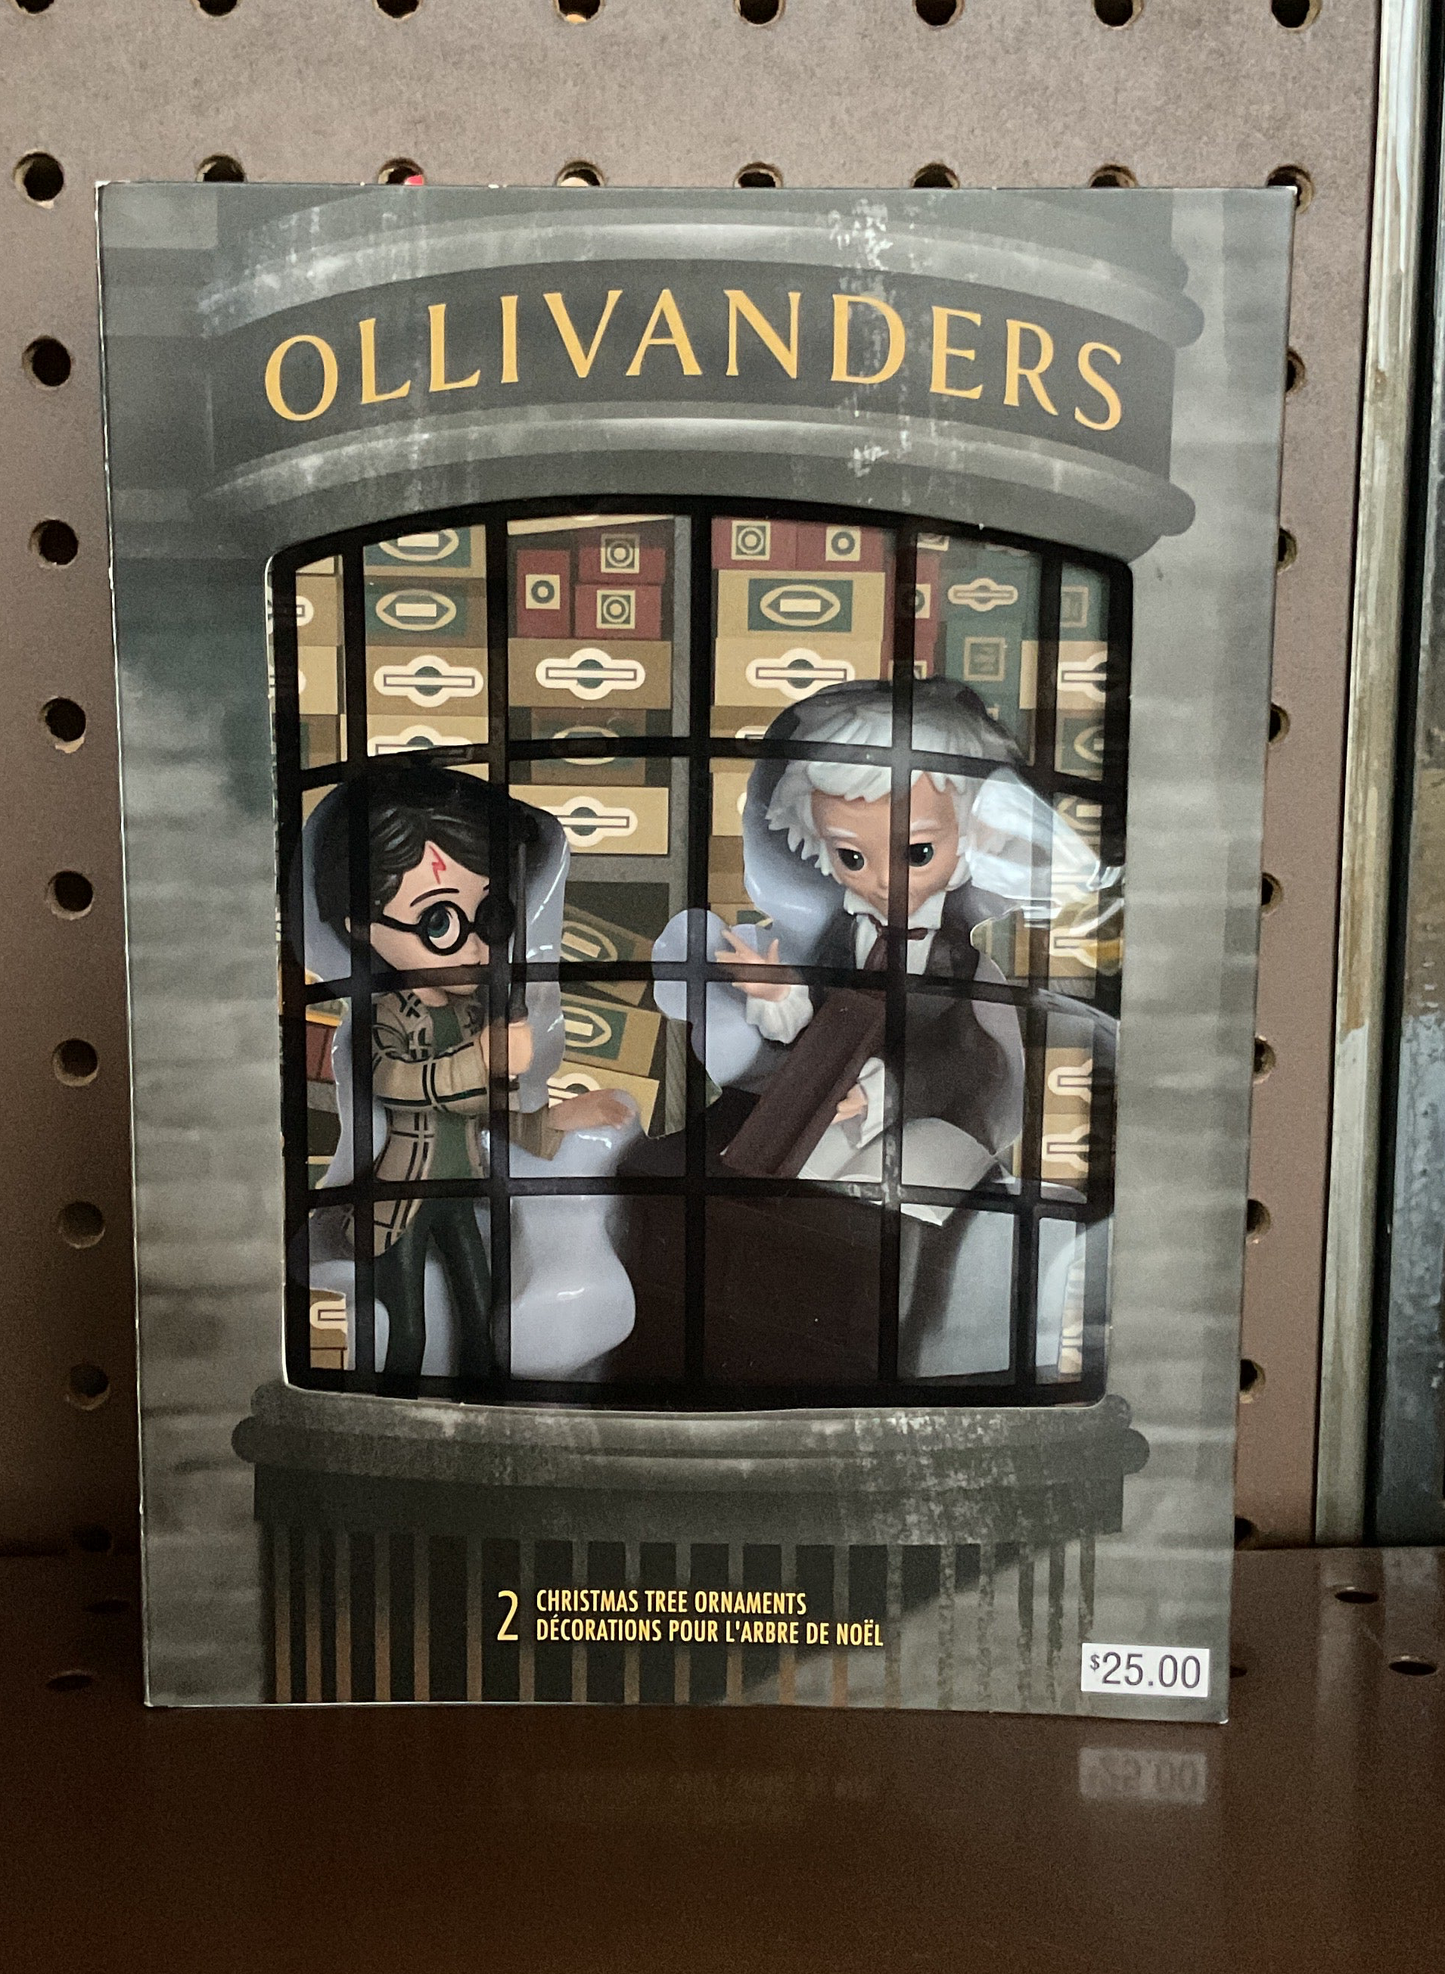 OLLIVANDERS
2 CHRISTMAS TREE ORNAMENTS
DÉCORATIONS POUR L'ARBRE DE NOËL
$25.00